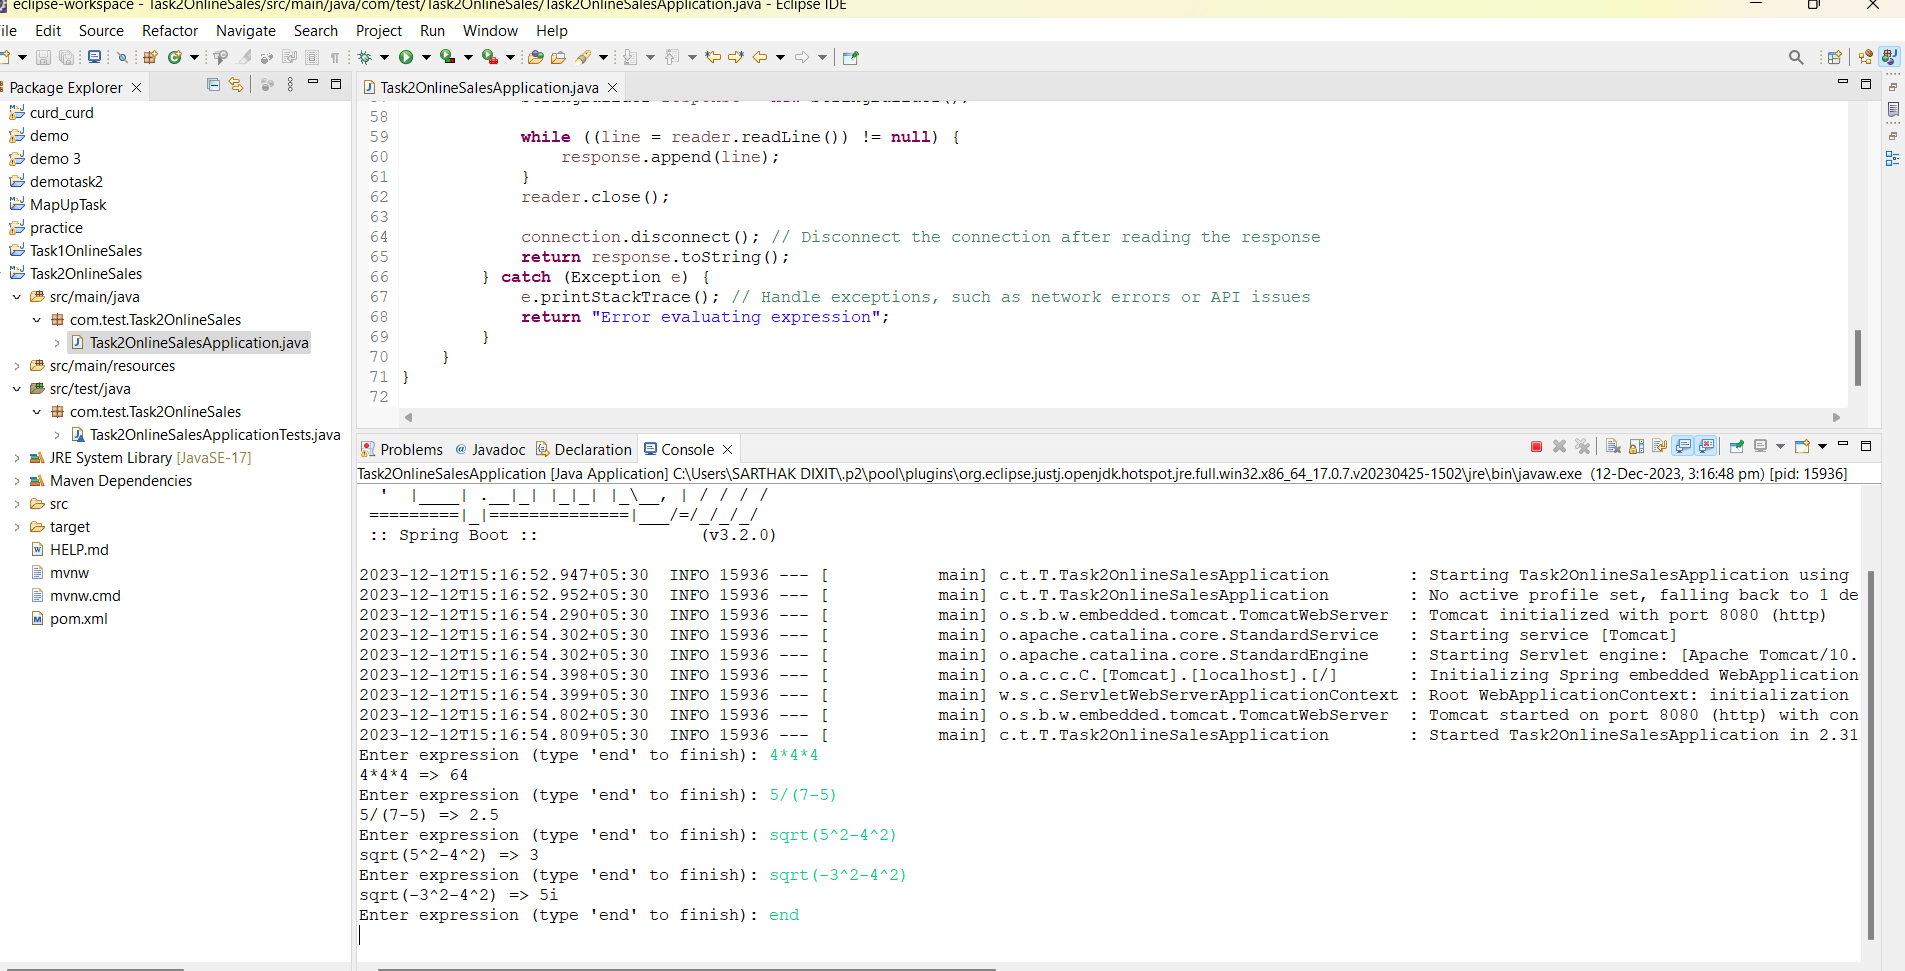 eclipse-workspace - Task2OnlineSales/src/main/java/com/test/Task2OnlineSales/Task2OnlineSalesApplication.java - Eclipse IDE
ile Edit Source Refactor Navigate Search Project Run Window Help
Package Explorer
curd_curd
demo
demo 3
demotask2
MapUpTask
practice
Task1OnlineSales
Task2OnlineSales
src/main/java
com.test.Task2OnlineSales
Task2OnlineSalesApplication.java
src/main/resources
src/test/java
com.test.Task2OnlineSales
Task2OnlineSalesApplicationTests.java
JRE System Library [JavaSE-17]
Maven Dependencies
src
target
HELP.md
mvnw
mvnw.cmd
pom.xml
Task2OnlineSalesApplication.java
58
59 while ((line = reader.readLine()) != null) {
60 response.append(line);
61 }
62 reader.close();
63
64 connection.disconnect(); // Disconnect the connection after reading the response
65 return response.toString();
66 } catch (Exception e) {
67 e.printStackTrace(); // Handle exceptions, such as network errors or API issues
68 return "Error evaluating expression";
69 }
70 }
71 }
72
Problems Javadoc Declaration Console
Task2OnlineSalesApplication [Java Application] C:\Users\SARTHAK DIXIT\.p2\pool\plugins\org.eclipse.justj.openjdk.hotspot.jre.full.win32.x86_64_17.0.7.v20230425-1502\jre\bin\javaw.exe (12-Dec-2023, 3:16:48 pm) [pid: 15936]
' |____| .__|_| |_|_| |_\__, | / / / /
=========|_|==============|___/=/_/_/_/
:: Spring Boot :: (v3.2.0)
2023-12-12T15:16:52.947+05:30 INFO 15936 --- [ main] c.t.T.Task2OnlineSalesApplication : Starting Task2OnlineSalesApplication using
2023-12-12T15:16:52.952+05:30 INFO 15936 --- [ main] c.t.T.Task2OnlineSalesApplication : No active profile set, falling back to 1 de
2023-12-12T15:16:54.290+05:30 INFO 15936 --- [ main] o.s.b.w.embedded.tomcat.TomcatWebServer : Tomcat initialized with port 8080 (http)
2023-12-12T15:16:54.302+05:30 INFO 15936 --- [ main] o.apache.catalina.core.StandardService : Starting service [Tomcat]
2023-12-12T15:16:54.302+05:30 INFO 15936 --- [ main] o.apache.catalina.core.StandardEngine : Starting Servlet engine: [Apache Tomcat/10.
2023-12-12T15:16:54.398+05:30 INFO 15936 --- [ main] o.a.c.c.C.[Tomcat].[localhost].[/] : Initializing Spring embedded WebApplication
2023-12-12T15:16:54.399+05:30 INFO 15936 --- [ main] w.s.c.ServletWebServerApplicationContext : Root WebApplicationContext: initialization
2023-12-12T15:16:54.802+05:30 INFO 15936 --- [ main] o.s.b.w.embedded.tomcat.TomcatWebServer : Tomcat started on port 8080 (http) with con
2023-12-12T15:16:54.809+05:30 INFO 15936 --- [ main] c.t.T.Task2OnlineSalesApplication : Started Task2OnlineSalesApplication in 2.31
Enter expression (type 'end' to finish): 4*4*4
4*4*4 => 64
Enter expression (type 'end' to finish): 5/(7-5)
5/(7-5) => 2.5
Enter expression (type 'end' to finish): sqrt(5^2-4^2)
sqrt(5^2-4^2) => 3
Enter expression (type 'end' to finish): sqrt(-3^2-4^2)
sqrt(-3^2-4^2) => 5i
Enter expression (type 'end' to finish): end